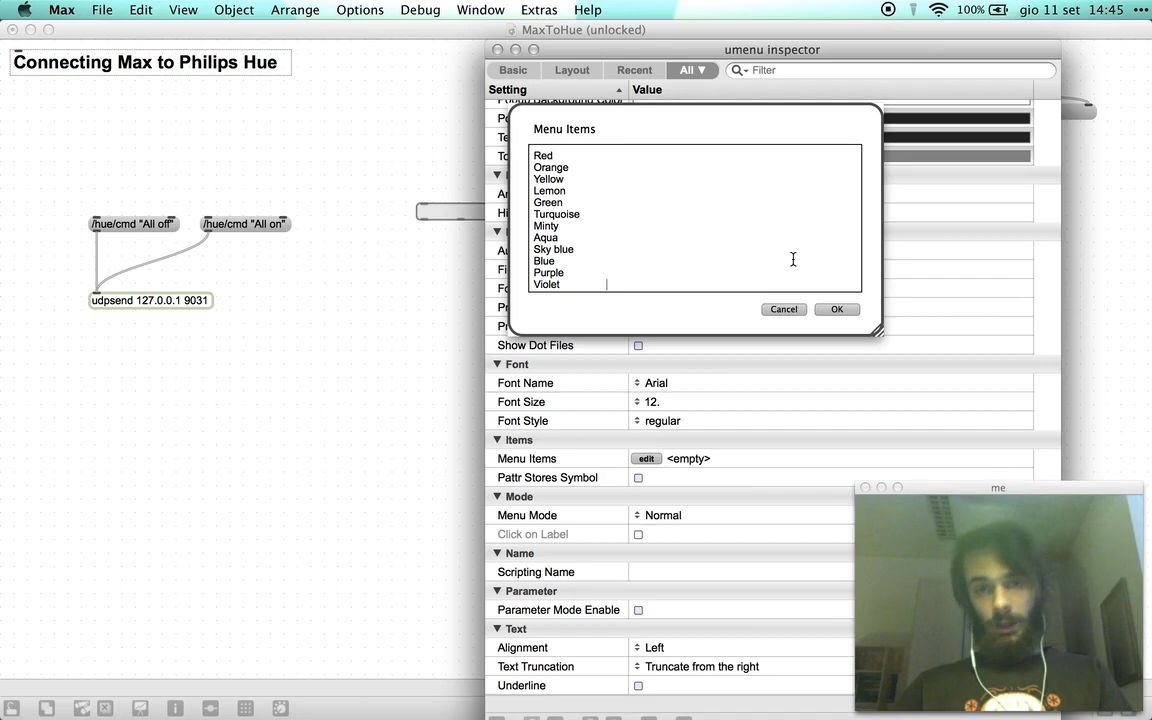 Max File Edit View Object Arrange Options Debug Window Extras Help 100% gio 11 set 14:45
MaxToHue (unlocked)
Connecting Max to Philips Hue
/hue/cmd "All off" /hue/cmd "All on"
udpsend 127.0.0.1 9031
umenu inspector
Basic Layout Recent All ▼ Filter
Setting Value
Menu Items
Red
Orange
Yellow
Lemon
Green
Turquoise
Minty
Aqua
Sky blue
Blue
Purple
Violet
Cancel OK
Show Dot Files
Font
Font Name Arial
Font Size 12.
Font Style regular
Items
Menu Items edit <empty>
Pattr Stores Symbol
Mode
Menu Mode Normal
Click on Label
Name
Scripting Name
Parameter
Parameter Mode Enable
Text
Alignment Left
Text Truncation Truncate from the right
Underline
me